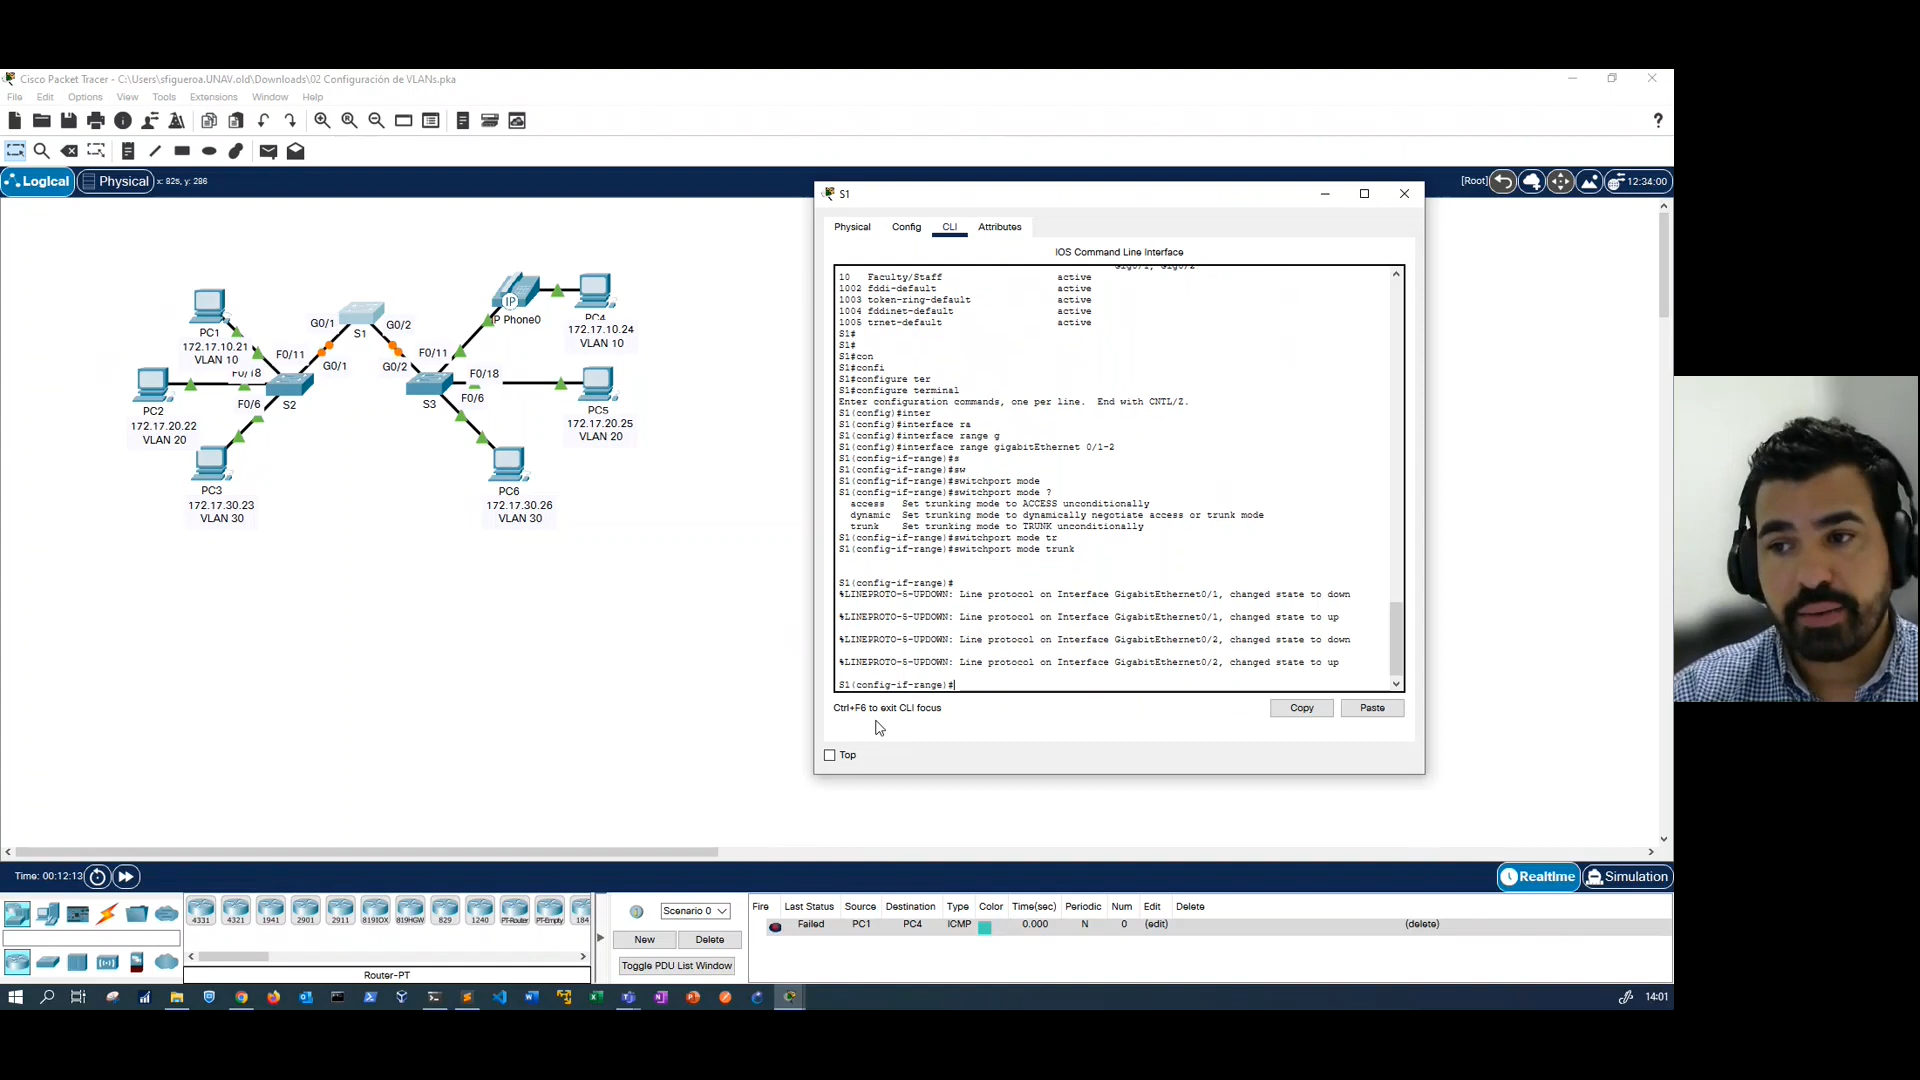 Cisco Packet Tracer - C:\Users\sfigueroa.UNAV.old\Downloads\02 Configuración de VLANs.pka
File Edit Options View Tools Extensions Window Help
?
Logical Physical x: 825, y: 286
[Root] 12:34:00
S1
Physical Config CLI Attributes
IOS Command Line Interface
10 Faculty/Staff active
1002 fddi-default active
1003 token-ring-default active
1004 fddinet-default active
1005 trnet-default active
S1#
S1#
S1#con
S1#confi
S1#configure ter
S1#configure terminal
Enter configuration commands, one per line. End with CNTL/Z.
S1(config)#inter
S1(config)#interface ra
S1(config)#interface range g
S1(config)#interface range gigabitEthernet 0/1-2
S1(config-if-range)#s
S1(config-if-range)#sw
S1(config-if-range)#switchport mode
S1(config-if-range)#switchport mode ?
access Set trunking mode to ACCESS unconditionally
dynamic Set trunking mode to dynamically negotiate access or trunk mode
trunk Set trunking mode to TRUNK unconditionally
S1(config-if-range)#switchport mode tr
S1(config-if-range)#switchport mode trunk
S1(config-if-range)#
%LINEPROTO-5-UPDOWN: Line protocol on Interface GigabitEthernet0/1, changed state to down
%LINEPROTO-5-UPDOWN: Line protocol on Interface GigabitEthernet0/1, changed state to up
%LINEPROTO-5-UPDOWN: Line protocol on Interface GigabitEthernet0/2, changed state to down
%LINEPROTO-5-UPDOWN: Line protocol on Interface GigabitEthernet0/2, changed state to up
S1(config-if-range)#
Ctrl+F6 to exit CLI focus
Copy Paste
Top
PC1
172.17.10.21
VLAN 10
PC2
172.17.20.22
VLAN 20
PC3
172.17.30.23
VLAN 30
F0/11
F0/18
F0/6
S2
G0/1
G0/1
S1
G0/2
G0/2
S3
F0/11
F0/18
F0/6
IP
IP Phone0
PC4
172.17.10.24
VLAN 10
PC5
172.17.20.25
VLAN 20
PC6
172.17.30.26
VLAN 30
Time: 00:12:13
Realtime Simulation
4331 4321 1941 2901 2911 819IOX 819HGW 829 1240 PT-Router PT-Empty 184
Router-PT
Scenario 0
New Delete
Toggle PDU List Window
Fire Last Status Source Destination Type Color Time(sec) Periodic Num Edit Delete
Failed PC1 PC4 ICMP 0.000 N 0 (edit) (delete)
14:01